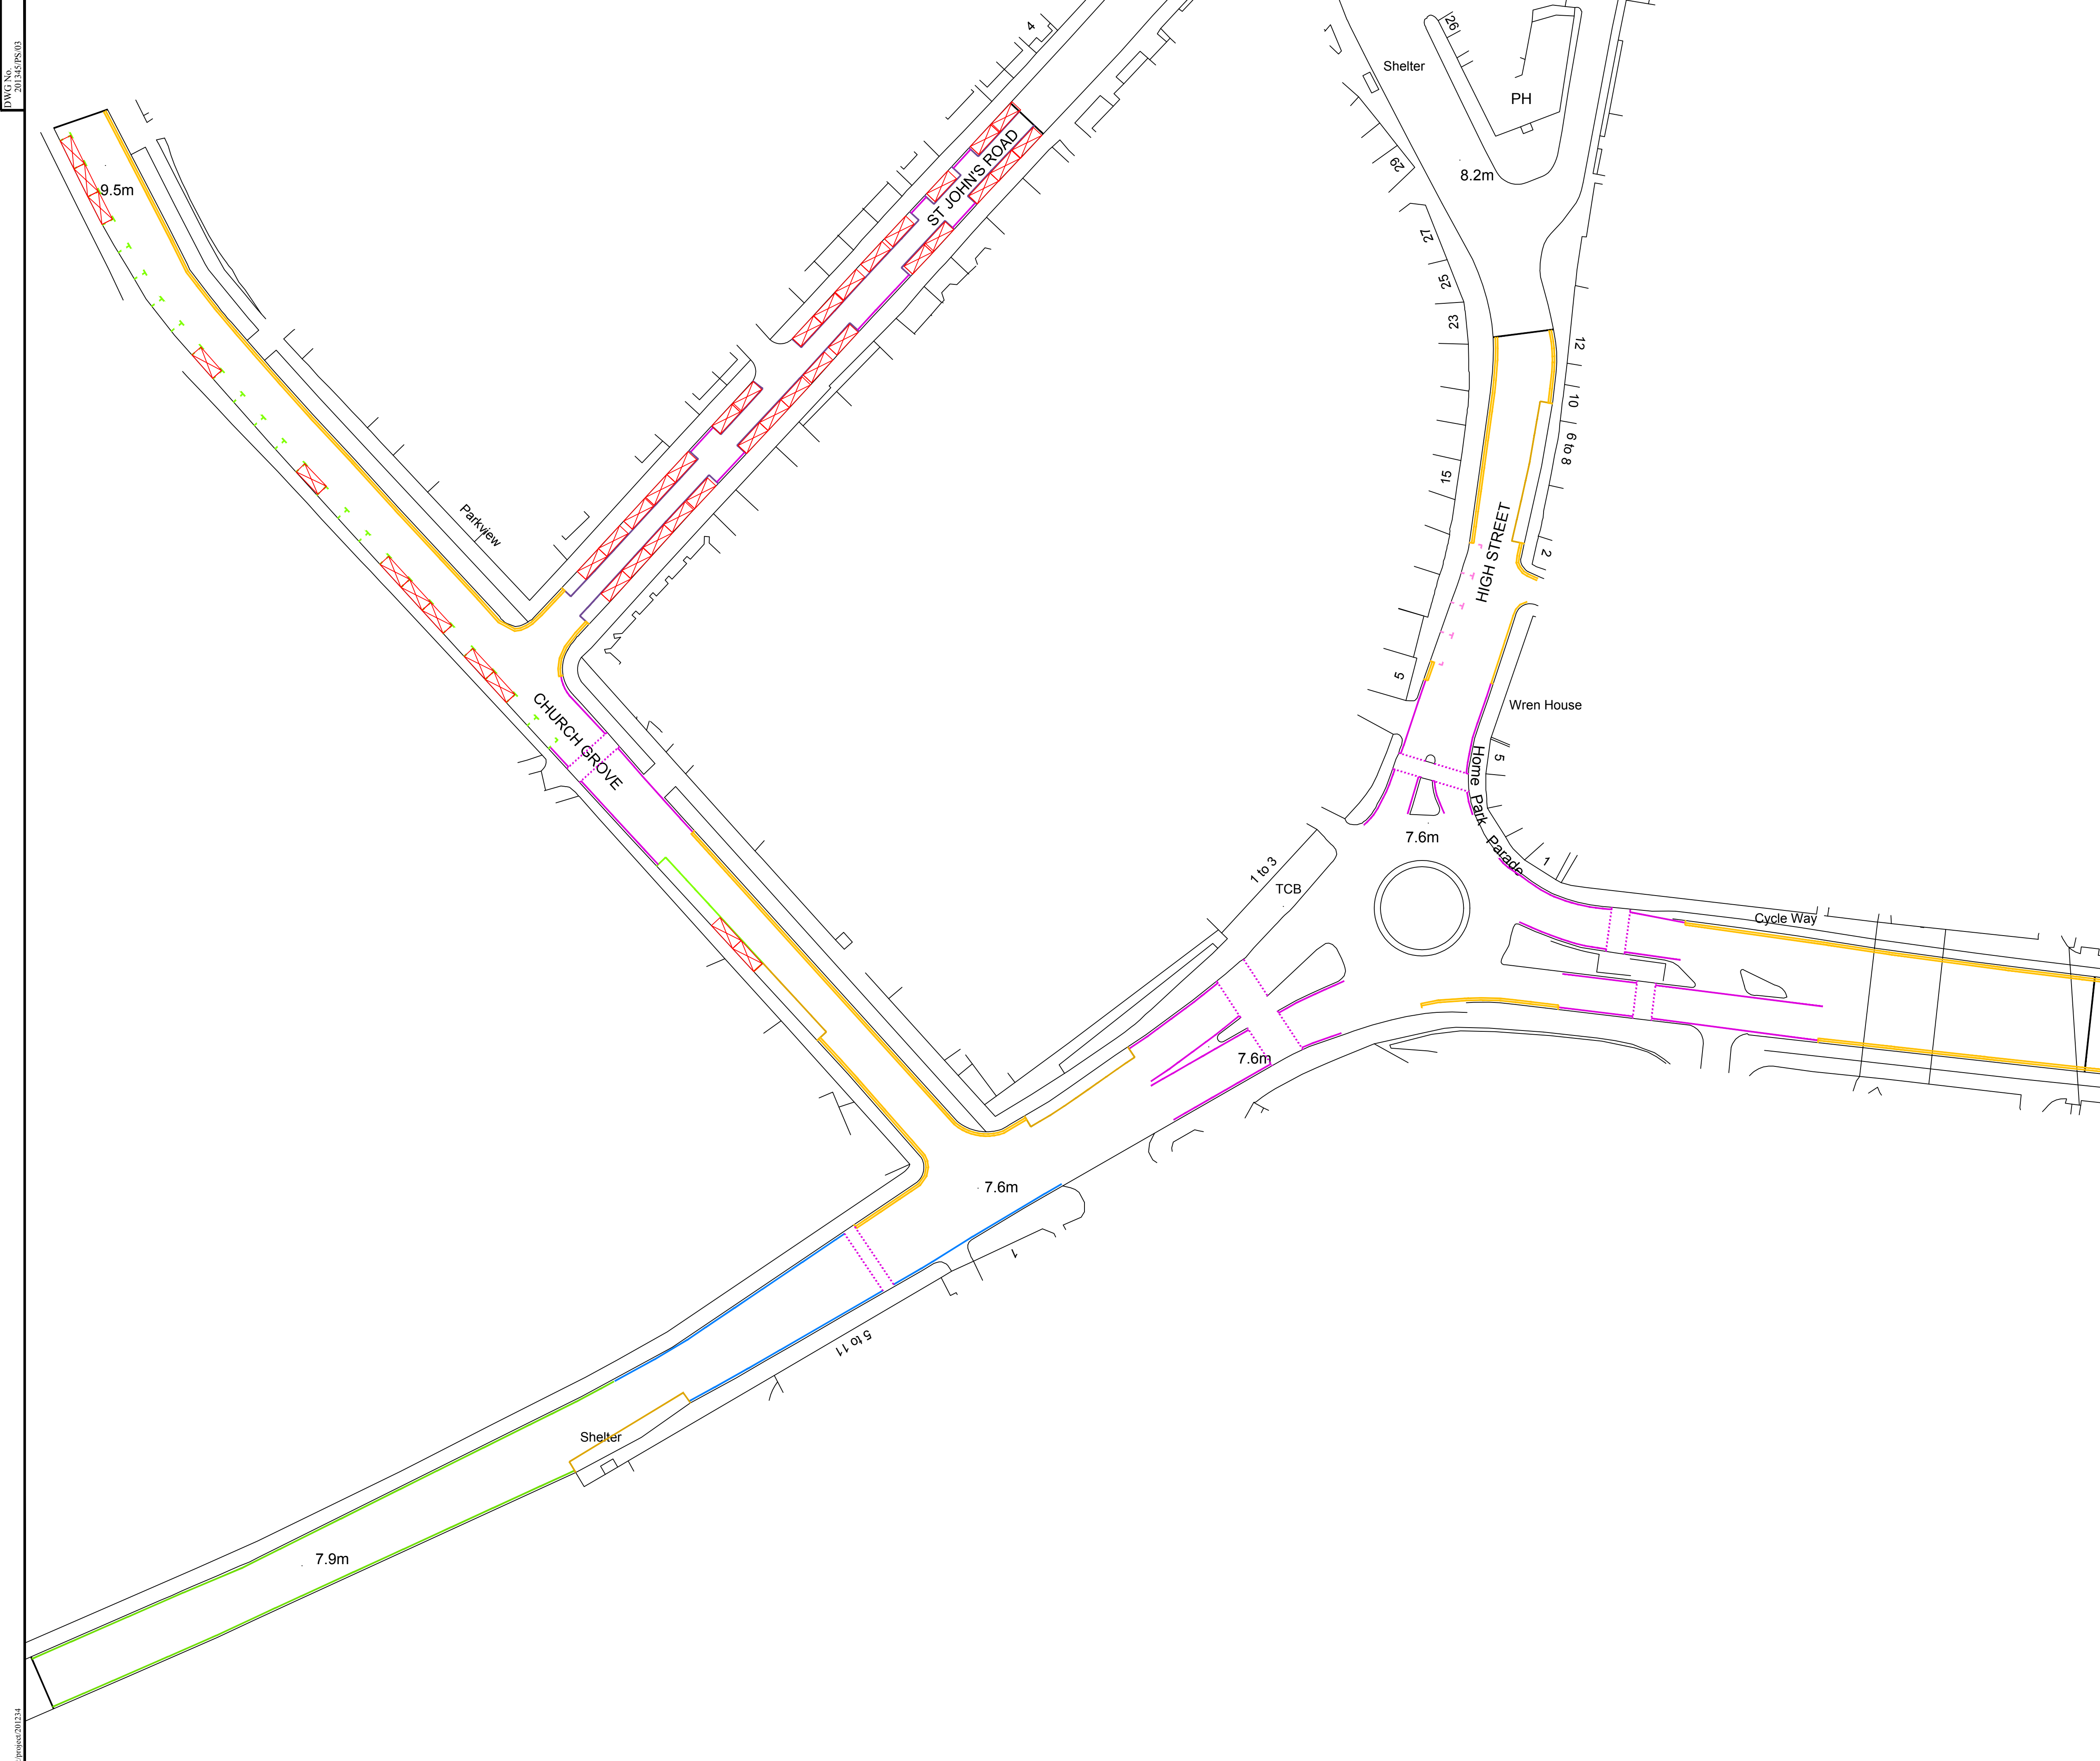 DWG No.
201345/PS/03
4
26
Shelter
PH
ST JOHN'S ROAD
29
8.2m
9.5m
27
25
23
12
10
6 to 8
15
Parkview
HIGH STREET
2
5
Wren House
CHURCH GROVE
Home Park Parade
5
7.6m
1
1 to 3
TCB
Cycle Way
7.6m
7.6m
1
5 to 11
Shelter
7.9m
/project/201234